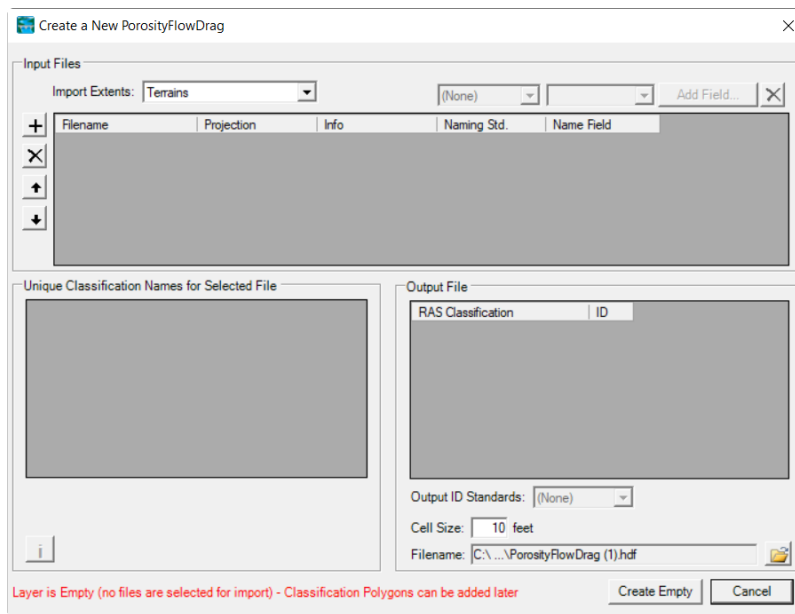 Create a New PorosityFlowDrag
Input Files
Import Extents: Terrains (None) Add Field...
Filename Projection Info Naming Std. Name Field
Unique Classification Names for Selected File
Output File
RAS Classification ID
Output ID Standards: (None)
Cell Size: 10 feet
Filename: C:\ ...\PorosityFlowDrag (1).hdf
Layer is Empty (no files are selected for import) - Classification Polygons can be added later
Create Empty Cancel